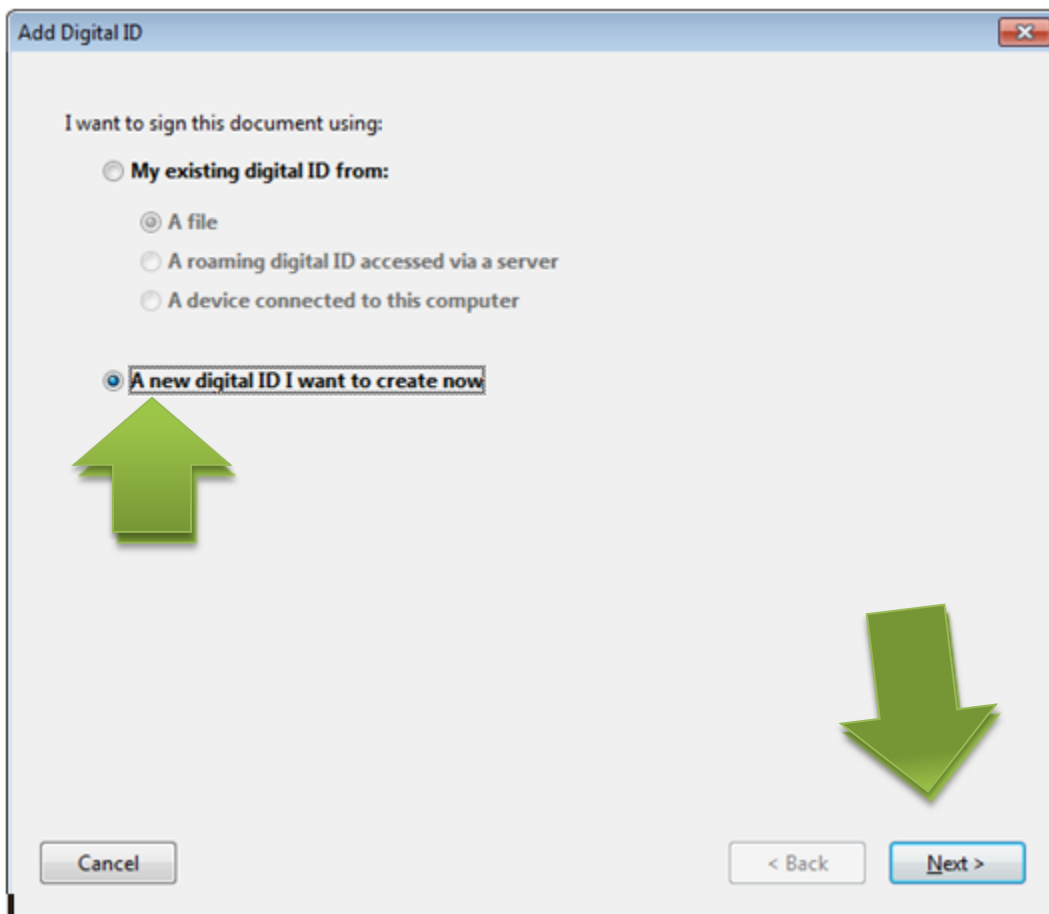 Add Digital ID
I want to sign this document using:
My existing digital ID from:
A file
A roaming digital ID accessed via a server
A device connected to this computer
A new digital ID I want to create now
Cancel
< Back
Next >